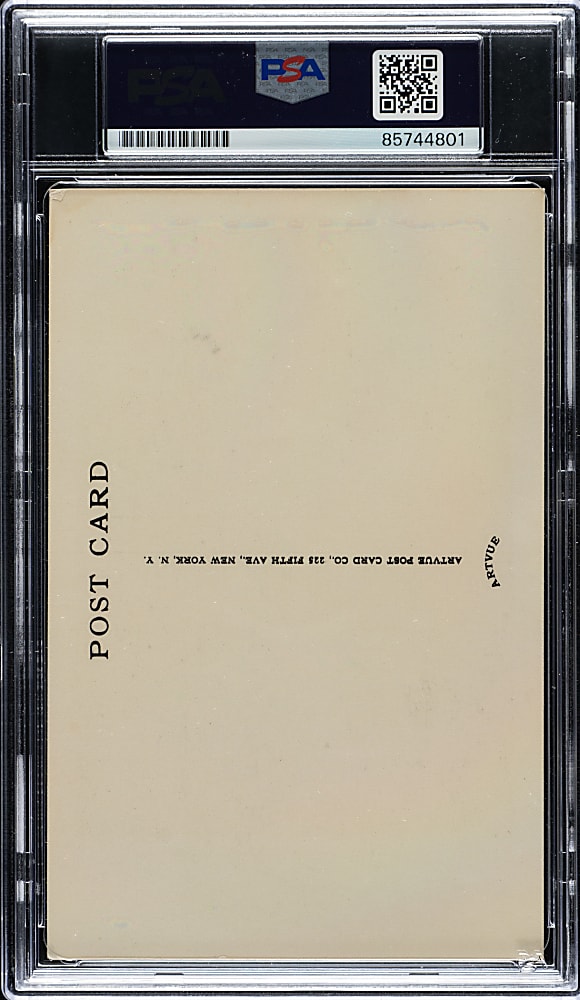 PSA
85744801
POST CARD
ARTVUE POST CARD CO., 225 FIFTH AVE., NEW YORK, N. Y.
ARTVUE